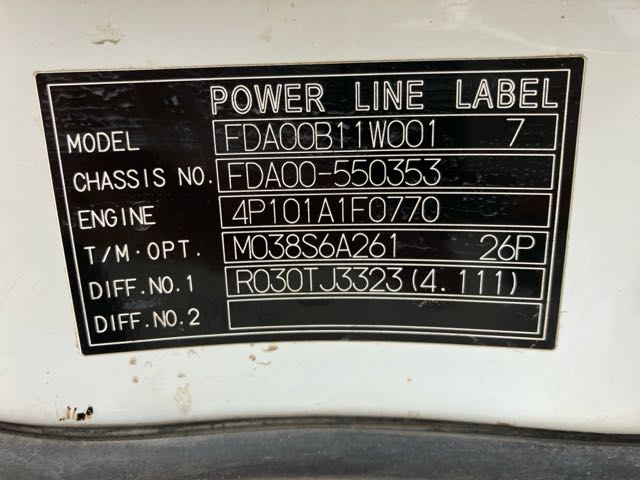 POWER LINE LABEL
MODEL FDA00B11W001 7
CHASSIS NO. FDA00-550353
ENGINE 4P101A1F0770
T/M·OPT. M038S6A261 26P
DIFF.NO.1 R030TJ3323(4.111)
DIFF.NO.2